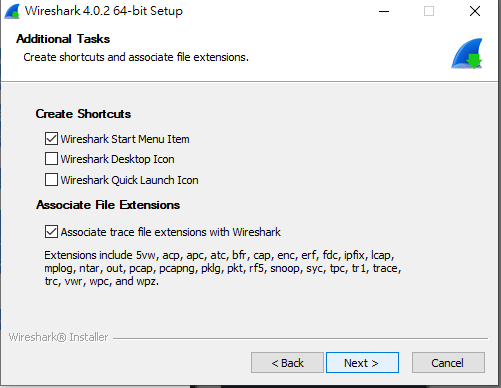 Wireshark 4.0.2 64-bit Setup
Additional Tasks
Create shortcuts and associate file extensions.
Create Shortcuts
Wireshark Start Menu Item
Wireshark Desktop Icon
Wireshark Quick Launch Icon
Associate File Extensions
Associate trace file extensions with Wireshark
Extensions include 5vw, acp, apc, atc, bfr, cap, enc, erf, fdc, ipfix, lcap,
mplog, ntar, out, pcap, pcapng, pklg, pkt, rf5, snoop, syc, tpc, tr1, trace,
trc, vwr, wpc, and wpz.
Wireshark® Installer
< Back Next > Cancel